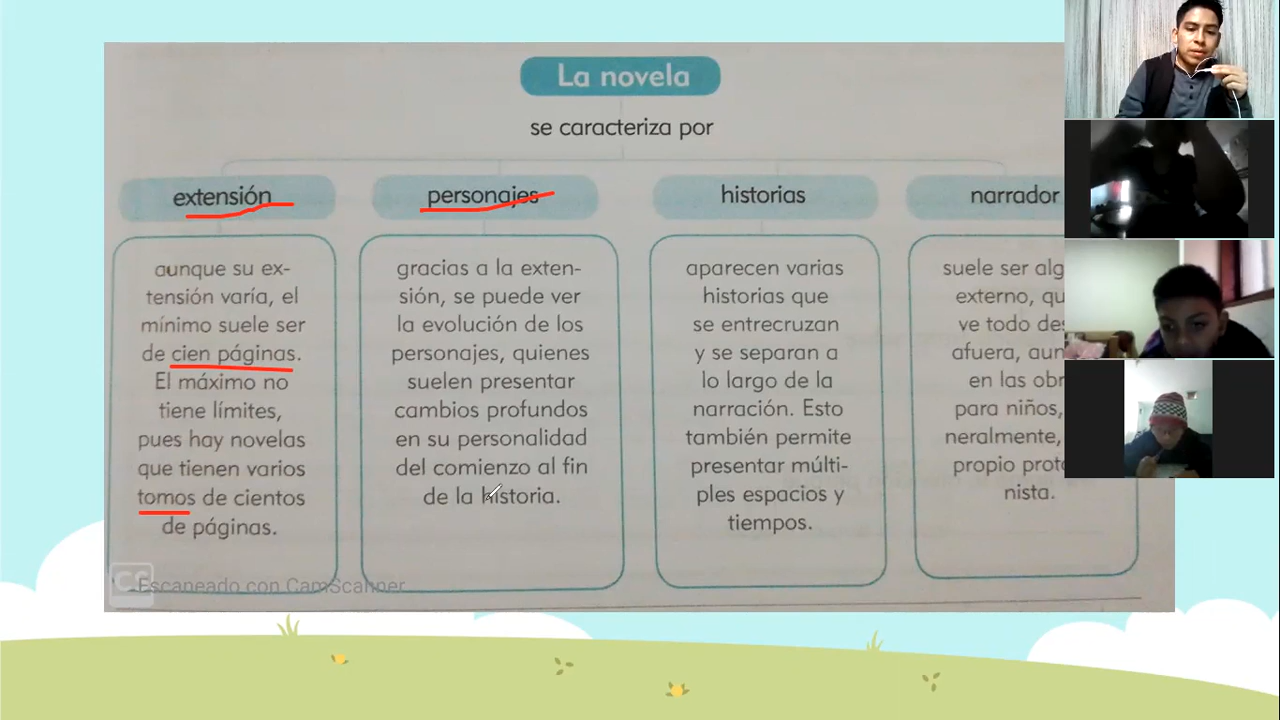 La novela
se caracteriza por
extensión
aunque su ex-
tensión varía, el
mínimo suele ser
de cien páginas.
El máximo no
tiene límites,
pues hay novelas
que tienen varios
tomos de cientos
de páginas.
personajes
gracias a la exten-
sión, se puede ver
la evolución de los
personajes, quienes
suelen presentar
cambios profundos
en su personalidad
del comienzo al fin
de la historia.
historias
aparecen varias
historias que
se entrecruzan
y se separan a
lo largo de la
narración. Esto
también permite
presentar múlti-
ples espacios y
tiempos.
narrador
suele ser alg
externo, qu
ve todo des
afuera, aun
en las obr
para niños,
neralmente,
propio prot
nista.
CS
Escaneado con CamScanner